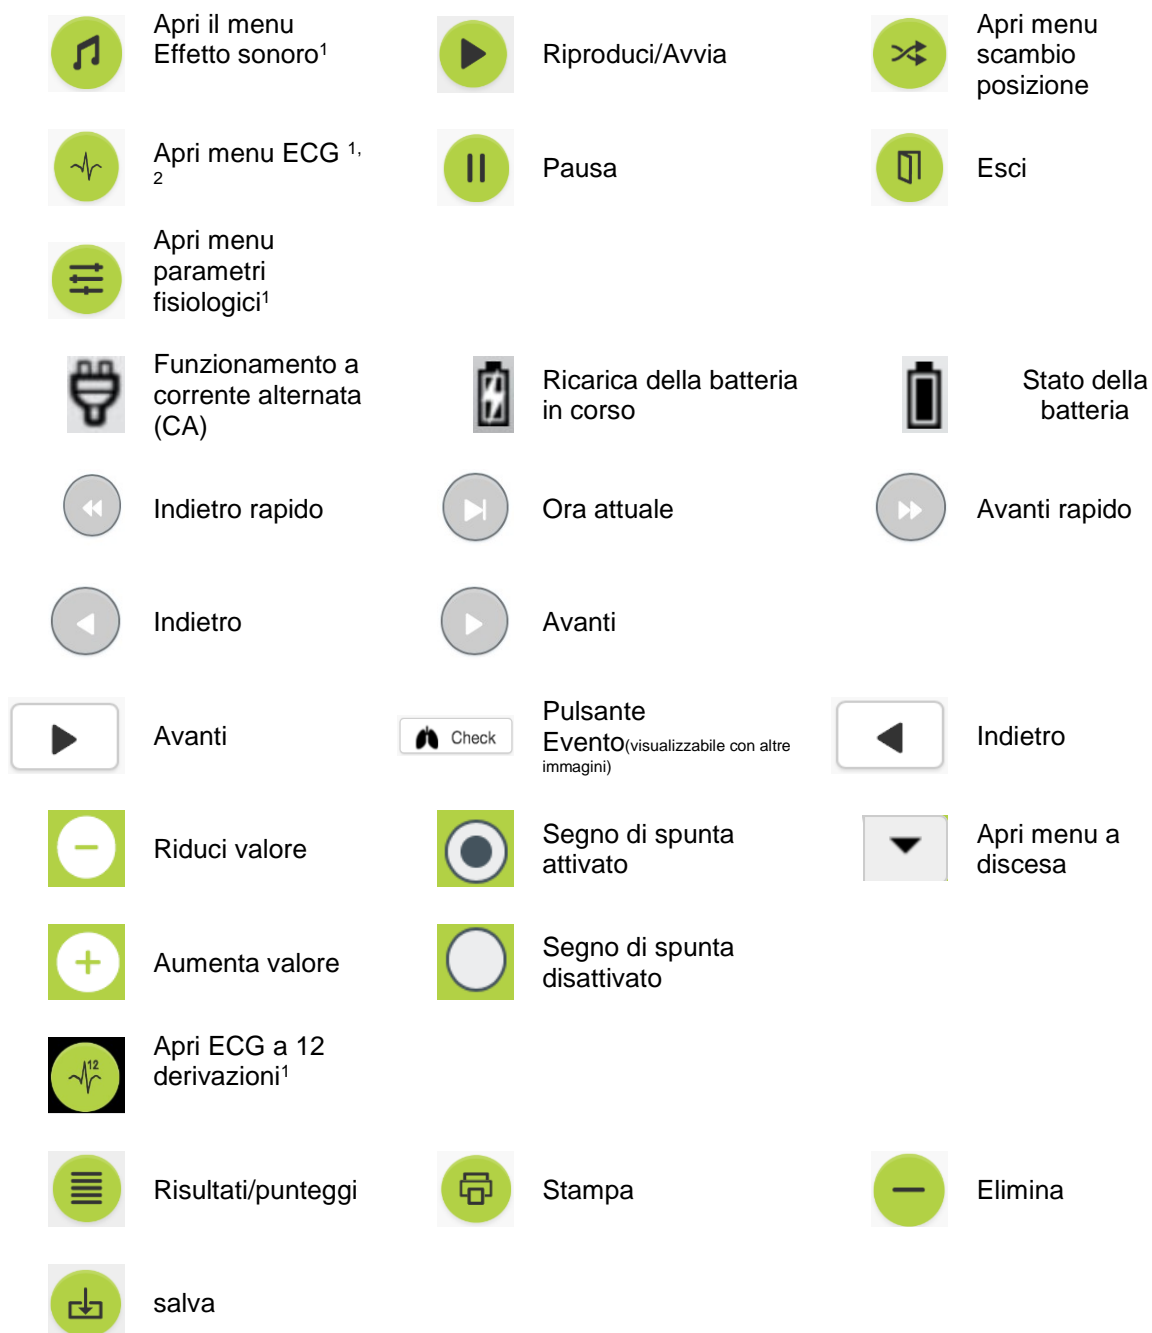 Apri il menu
Effetto sonoro¹
Riproduci/Avvia
Apri menu
scambio
posizione
Apri menu ECG ¹,
²
Pausa
Esci
Apri menu
parametri
fisiologici¹
Funzionamento a
corrente alternata
(CA)
Ricarica della batteria
in corso
Stato della
batteria
Indietro rapido
Ora attuale
Avanti rapido
Indietro
Avanti
Avanti
Check
Pulsante
Evento(visualizzabile con altre
immagini)
Indietro
Riduci valore
Segno di spunta
attivato
Apri menu a
discesa
Aumenta valore
Segno di spunta
disattivato
12
Apri ECG a 12
derivazioni¹
Risultati/punteggi
Stampa
Elimina
salva